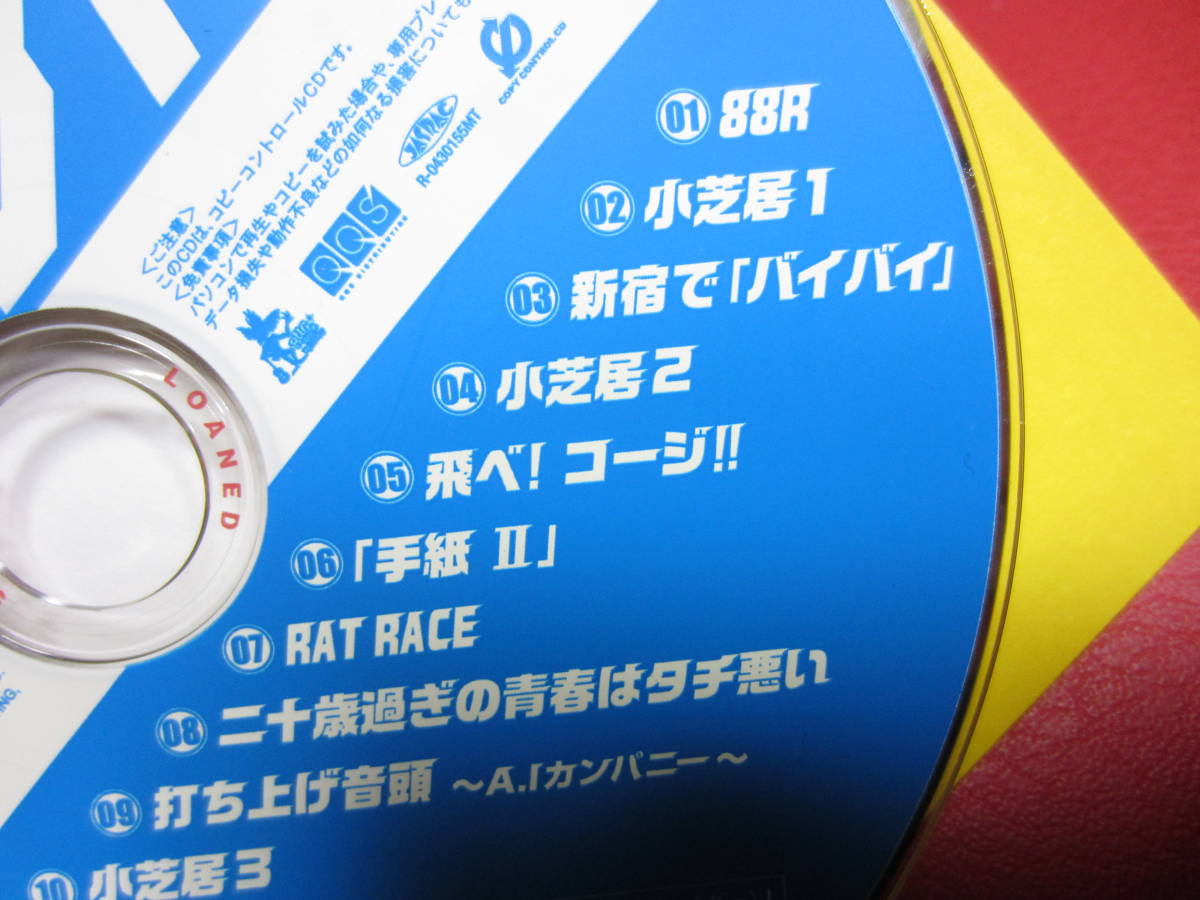 <ご注意>
このCDは、コピーコントロールCDです。
<免責事項>
パソコンで再生やコピーを試みた場合や、専用プレ
データ損失や動作不良などの如何なる損害についても
COPY CONTROL CD
JASRAC
R-0430155MT
QQS
LOANED
01 88R
02 小芝居1
03 新宿で「バイバイ」
04 小芝居2
05 飛べ! コージ!!
06 「手紙 II」
07 RAT RACE
08 二十歳過ぎの青春はタチ悪い
09 打ち上げ音頭 ～A.Iカンパニー～
10 小芝居3